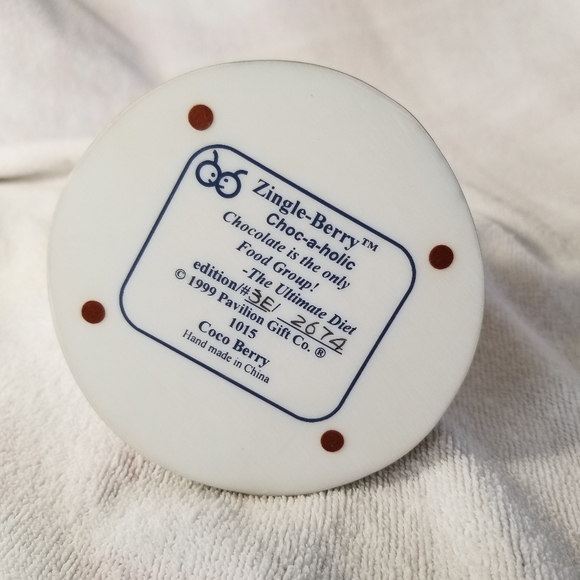 Zingle-Berry™
Choc-a-holic
Chocolate is the only
Food Group!
-The Ultimate Diet
edition/# 3E/ 2674
© 1999 Pavilion Gift Co. ®
1015
Coco Berry
Hand made in China